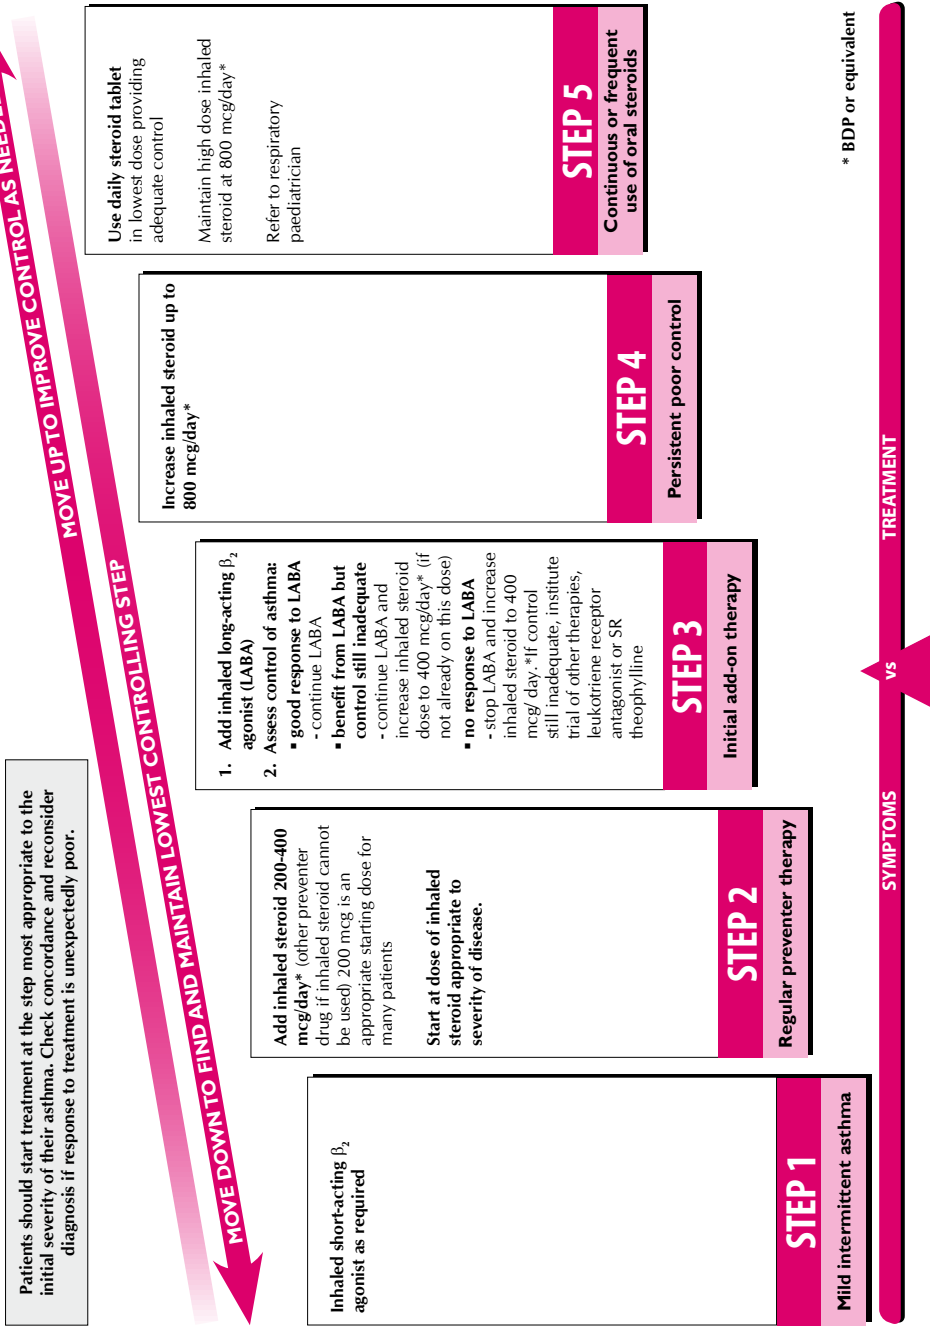 Patients should start treatment at the step most appropriate to the
initial severity of their asthma. Check concordance and reconsider
diagnosis if response to treatment is unexpectedly poor.
MOVE UP TO IMPROVE CONTROL AS NEEDED
MOVE DOWN TO FIND AND MAINTAIN LOWEST CONTROLLING STEP
Inhaled short-acting β₂
agonist as required
STEP 1
Mild intermittent asthma
Add inhaled steroid 200-400
mcg/day* (other preventer
drug if inhaled steroid cannot
be used) 200 mcg is an
appropriate starting dose for
many patients
Start at dose of inhaled
steroid appropriate to
severity of disease.
STEP 2
Regular preventer therapy
1. Add inhaled long-acting β₂
agonist (LABA)
2. Assess control of asthma:
▪ good response to LABA
- continue LABA
▪ benefit from LABA but
control still inadequate
- continue LABA and
increase inhaled steroid
dose to 400 mcg/day* (if
not already on this dose)
▪ no response to LABA
- stop LABA and increase
inhaled steroid to 400
mcg/ day.*If control
still inadequate, institute
trial of other therapies,
leukotriene receptor
antagonist or SR
theophylline
STEP 3
Initial add-on therapy
Increase inhaled steroid up to
800 mcg/day*
STEP 4
Persistent poor control
Use daily steroid tablet
in lowest dose providing
adequate control
Maintain high dose inhaled
steroid at 800 mcg/day*
Refer to respiratory
paediatrician
STEP 5
Continuous or frequent
use of oral steroids
* BDP or equivalent
SYMPTOMS vs TREATMENT